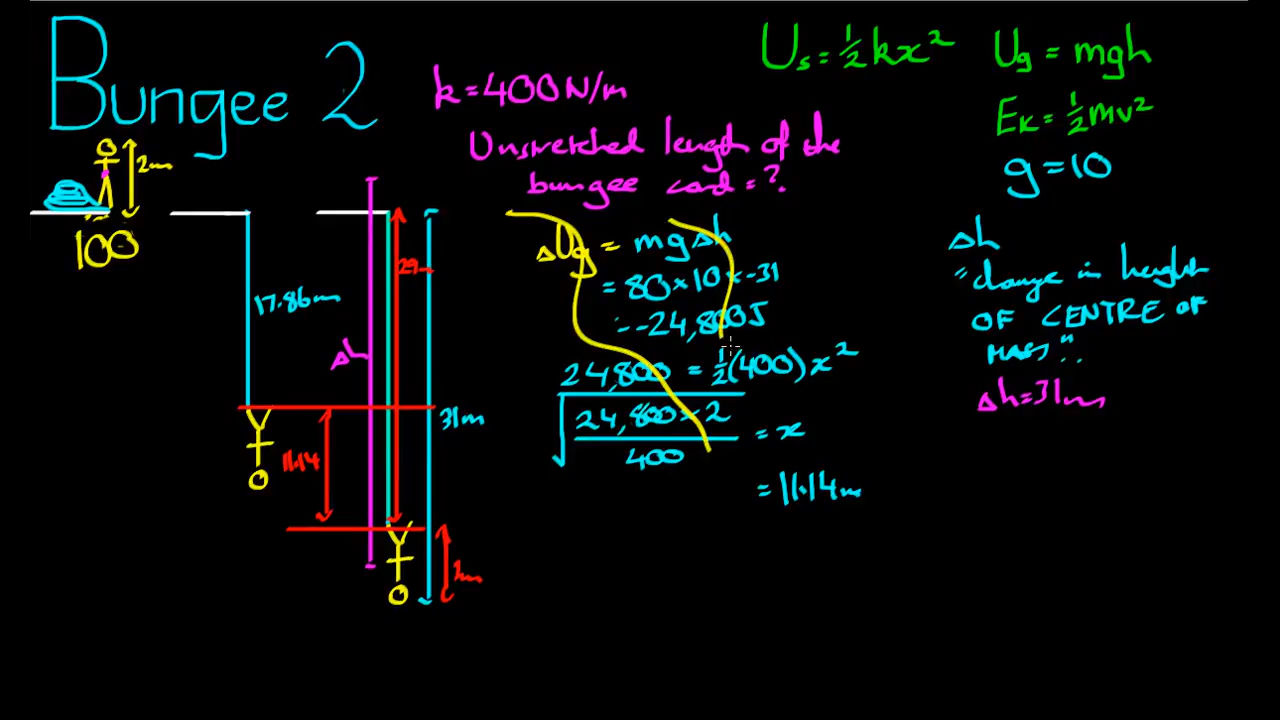 Bungee 2
2m
100
17.86m
11.14
Δh
29m
31m
2m
k = 400N/m
Unstretched length of the
bungee cord = ?
ΔUg = mgΔh
= 80 × 10 × -31
= -24,800J
24,800 = ½(400)x²
√24,800 × 2
400
= x
= 11.14m
Us = ½kx²
Ug = mgh
EK = ½mv²
g = 10
Δh
"change in height
OF CENTRE OF
MASS"
Δh = 31m